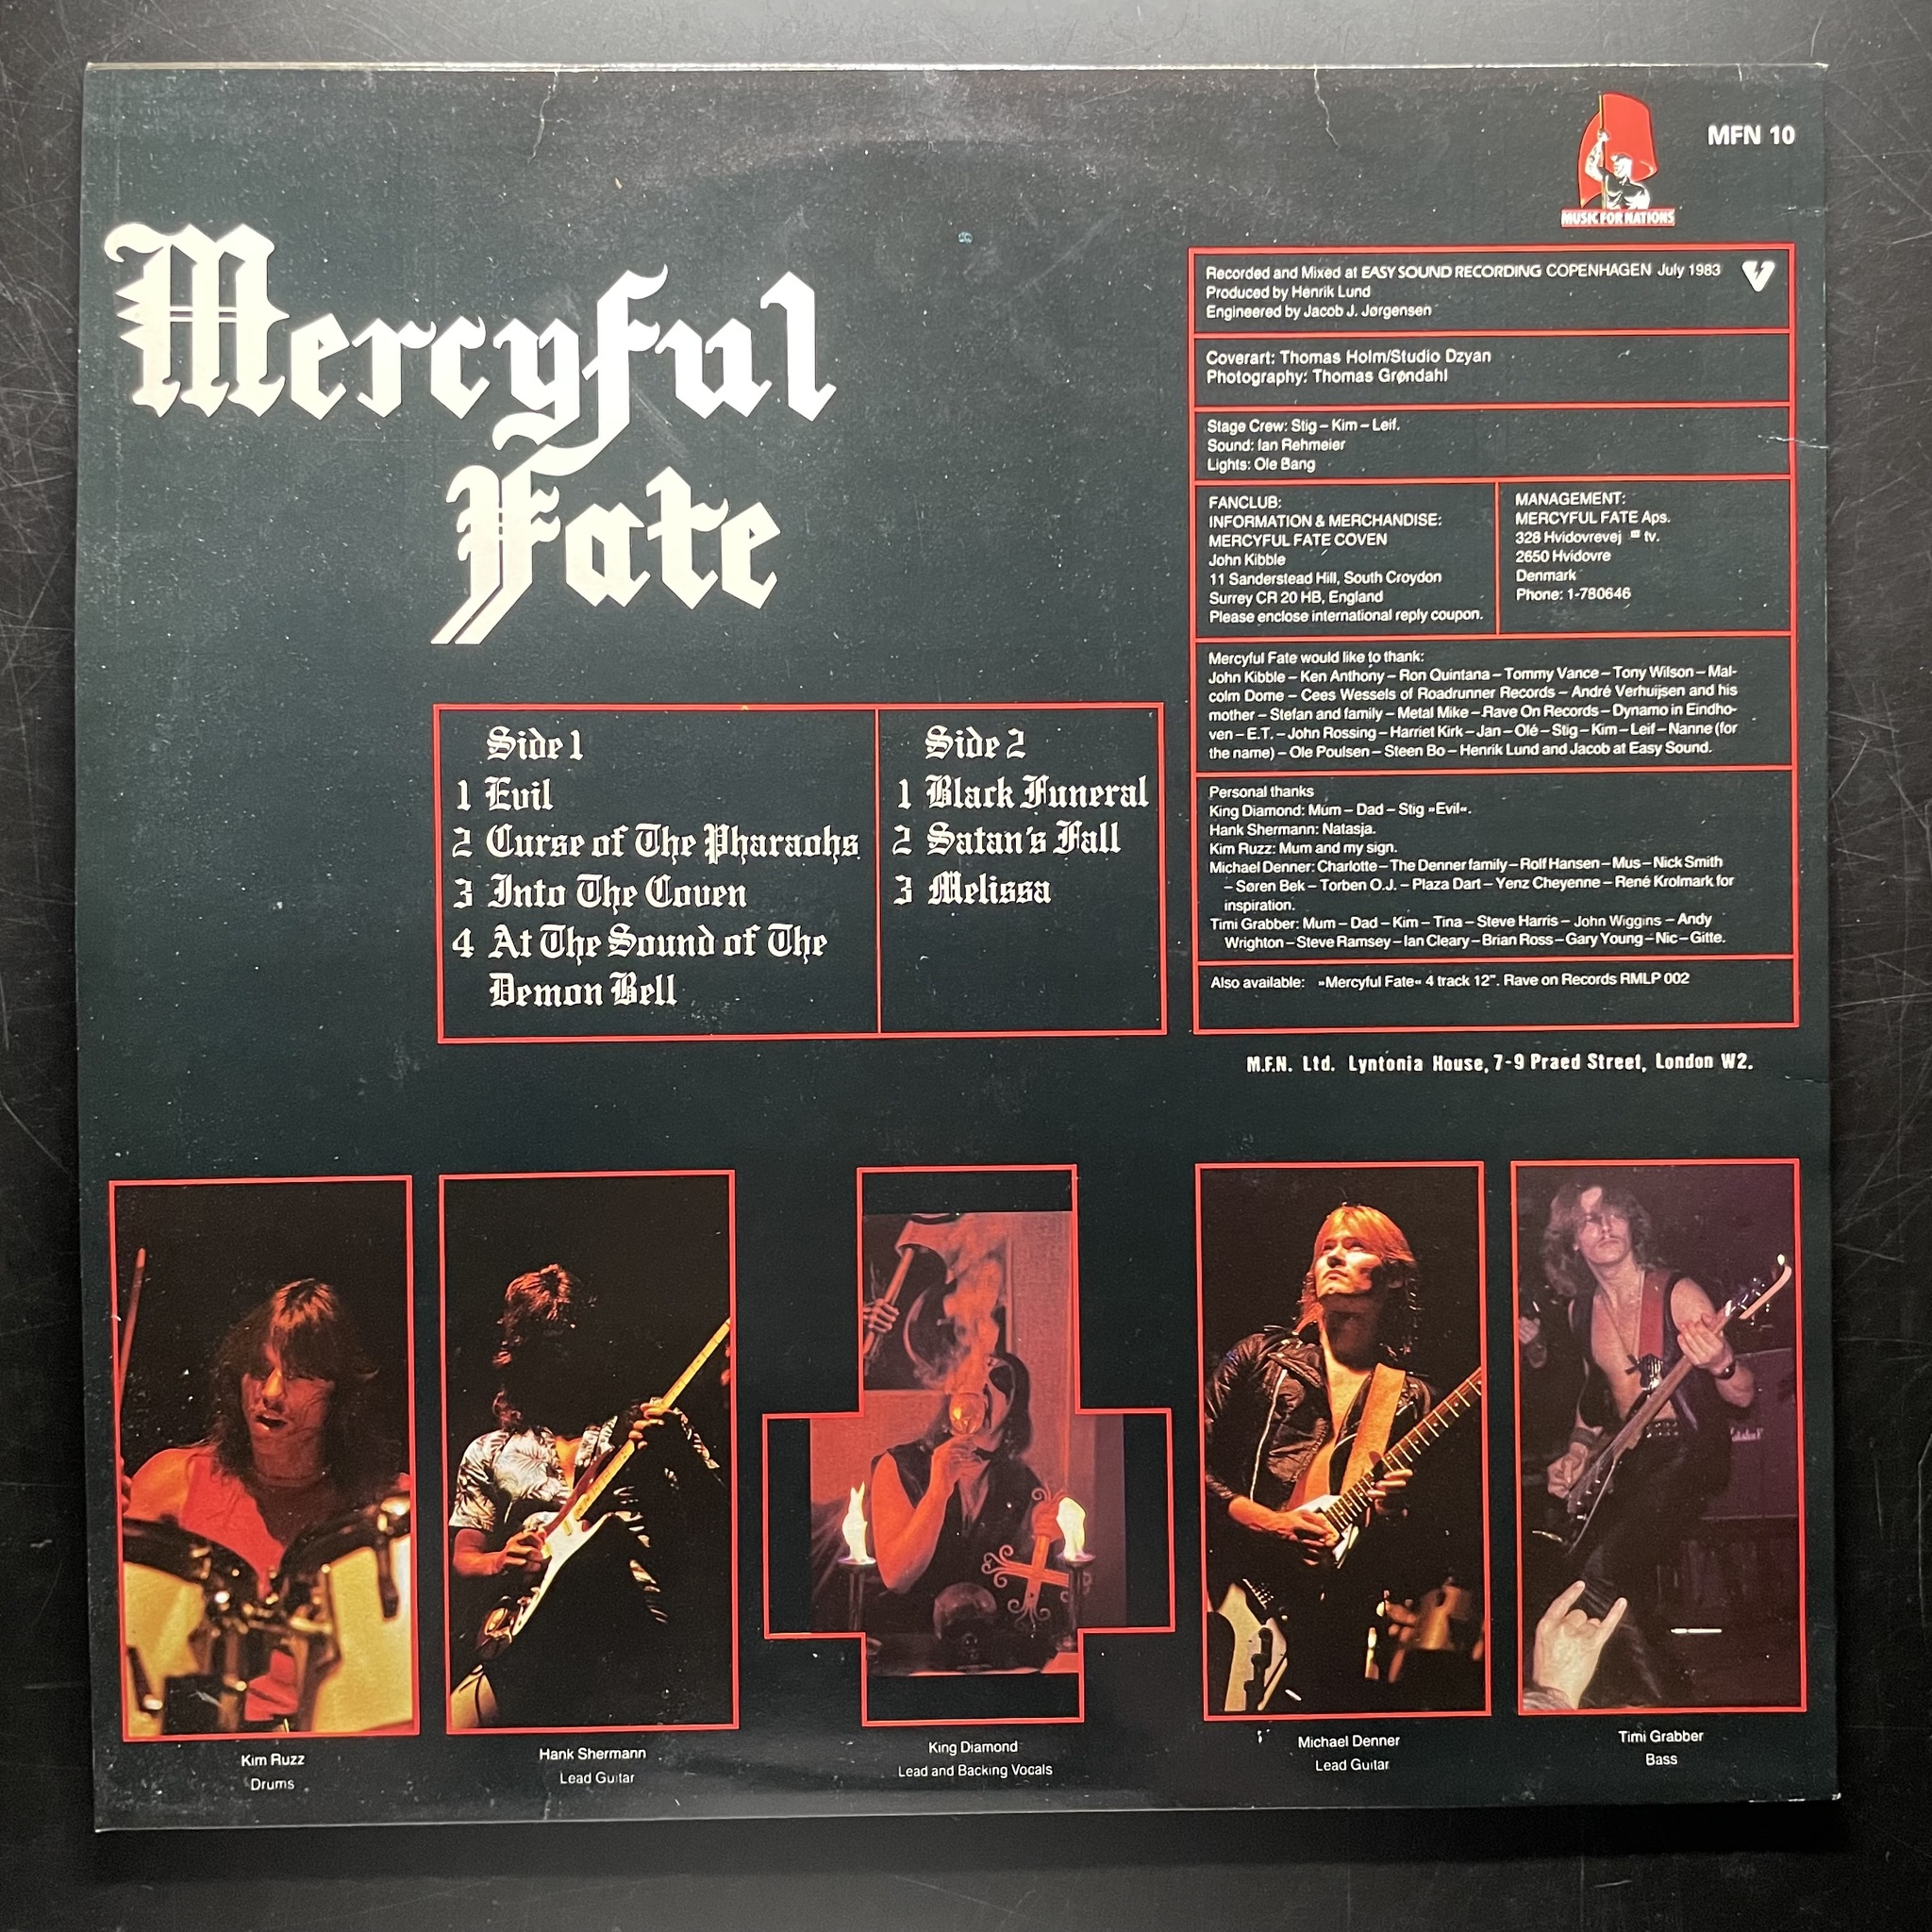 MUSIC FOR NATIONS
MFN 10
Mercyful
Fate
Recorded and Mixed at EASY SOUND RECORDING COPENHAGEN July 1983
Produced by Henrik Lund
Engineered by Jacob J. Jørgensen
Coverart: Thomas Holm/Studio Dzyan
Photography: Thomas Grøndahl
Stage Crew: Stig – Kim – Leif.
Sound: Ian Rehmeier
Lights: Ole Bang
FANCLUB:
INFORMATION & MERCHANDISE:
MERCYFUL FATE COVEN
John Kibble
11 Sanderstead Hill, South Croydon
Surrey CR 20 HB, England
Please enclose international reply coupon.
MANAGEMENT:
MERCYFUL FATE Aps.
328 Hvidovrevej tv.
2650 Hvidovre
Denmark
Phone: 1-780646
Mercyful Fate would like to thank:
John Kibble – Ken Anthony – Ron Quintana – Tommy Vance – Tony Wilson – Mal-
colm Dome – Cees Wessels of Roadrunner Records – André Verhuijsen and his
mother – Stefan and family – Metal Mike – Rave On Records – Dynamo in Eindho-
ven – E.T. – John Rossing – Harriet Kirk – Jan – Olé – Stig – Kim – Leif – Nanne (for
the name) – Ole Poulsen – Steen Bo – Henrik Lund and Jacob at Easy Sound.
Personal thanks
King Diamond: Mum – Dad – Stig »Evil«.
Hank Shermann: Natasja.
Kim Ruzz: Mum and my sign.
Michael Denner: Charlotte – The Denner family – Rolf Hansen – Mus – Nick Smith
– Søren Bek – Torben O.J. – Plaza Dart – Yenz Cheyenne – René Krolmark for
inspiration.
Timi Grabber: Mum – Dad – Kim – Tina – Steve Harris – John Wiggins – Andy
Wrighton – Steve Ramsey – Ian Cleary – Brian Ross – Gary Young – Nic – Gitte.
Also available: »Mercyful Fate« 4 track 12". Rave on Records RMLP 002
M.F.N. Ltd. Lyntonia House, 7-9 Praed Street, London W2.
Side 1
1 Evil
2 Curse of The Pharaohs
3 Into The Coven
4 At The Sound of The
Demon Bell
Side 2
1 Black Funeral
2 Satan's Fall
3 Melissa
Kim Ruzz
Drums
Hank Shermann
Lead Guitar
King Diamond
Lead and Backing Vocals
Michael Denner
Lead Guitar
Timi Grabber
Bass